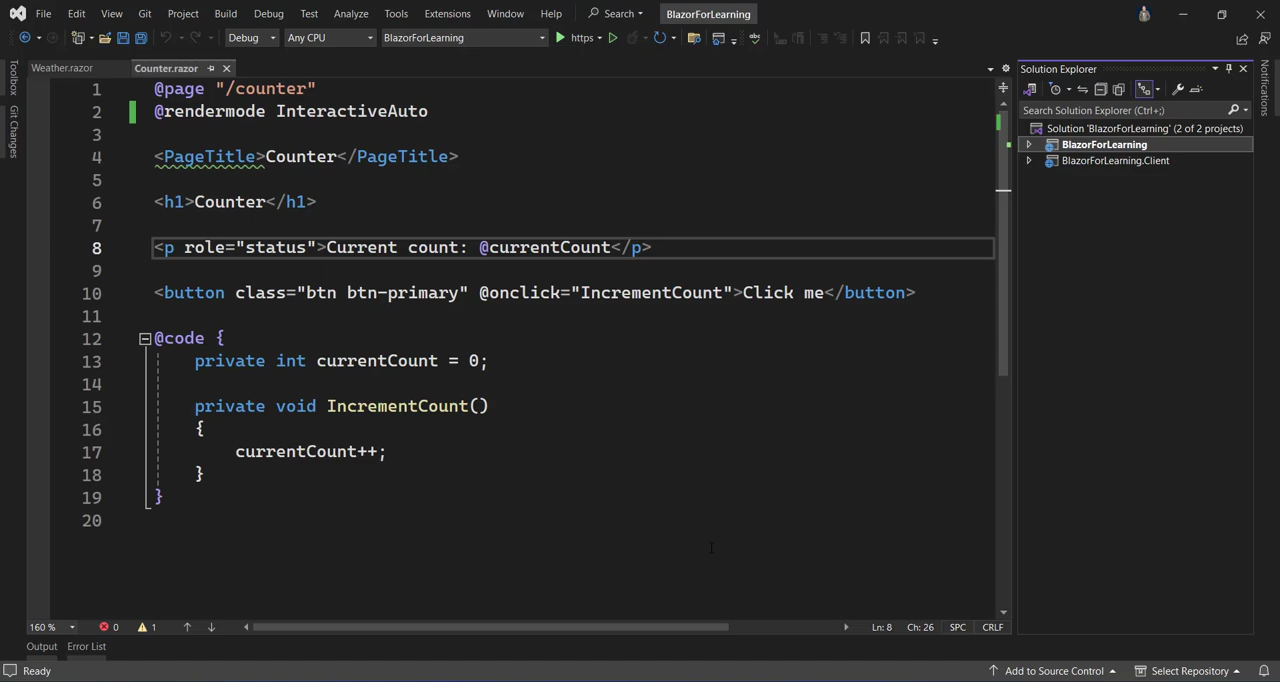 File Edit View Git Project Build Debug Test Analyze Tools Extensions Window Help Search BlazorForLearning
Debug Any CPU BlazorForLearning https
Toolbox
Git Changes
Weather.razor Counter.razor
1 @page "/counter"
2 @rendermode InteractiveAuto
3
4 <PageTitle>Counter</PageTitle>
5
6 <h1>Counter</h1>
7
8 <p role="status">Current count: @currentCount</p>
9
10 <button class="btn btn-primary" @onclick="IncrementCount">Click me</button>
11
12 @code {
13 private int currentCount = 0;
14
15 private void IncrementCount()
16 {
17 currentCount++;
18 }
19 }
20
160 % 0 1 Ln: 8 Ch: 26 SPC CRLF
Solution Explorer
Search Solution Explorer (Ctrl+;)
Solution 'BlazorForLearning' (2 of 2 projects)
BlazorForLearning
BlazorForLearning.Client
Notifications
Output Error List
Ready Add to Source Control Select Repository